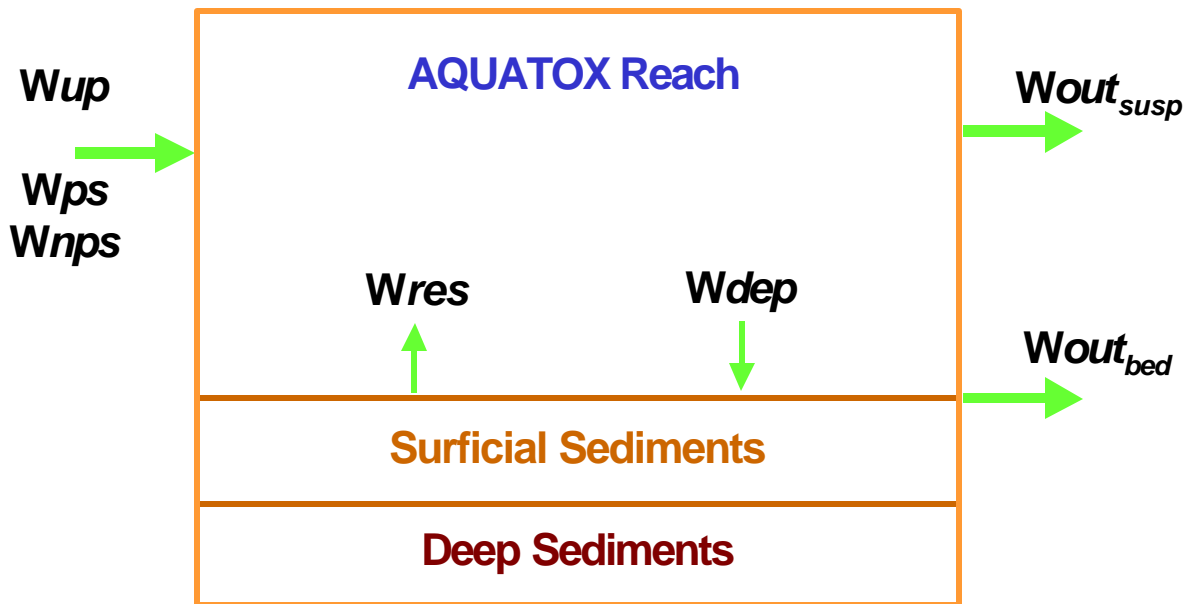 AQUATOX Reach
Wup
Wps
Wnps
Woutsusp
Wres
Wdep
Woutbed
Surficial Sediments
Deep Sediments